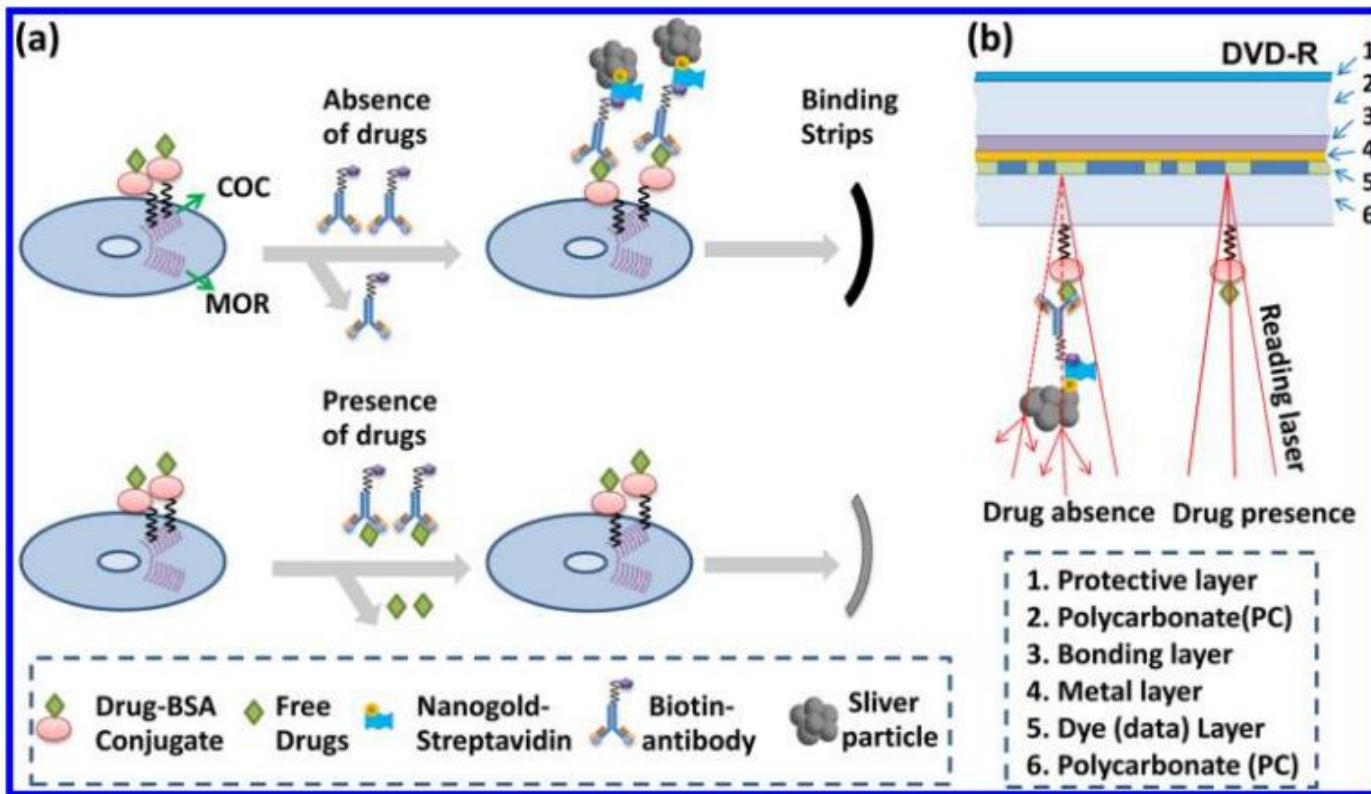 (a)
Absence
of drugs
Binding
Strips
COC
MOR
Presence
of drugs
Drug-BSA
Conjugate
Free
Drugs
Nanogold-
Streptavidin
Biotin-
antibody
Sliver
particle
(b)
DVD-R
1
2
3
4
5
6
Reading laser
Drug absence
Drug presence
1. Protective layer
2. Polycarbonate(PC)
3. Bonding layer
4. Metal layer
5. Dye (data) Layer
6. Polycarbonate (PC)